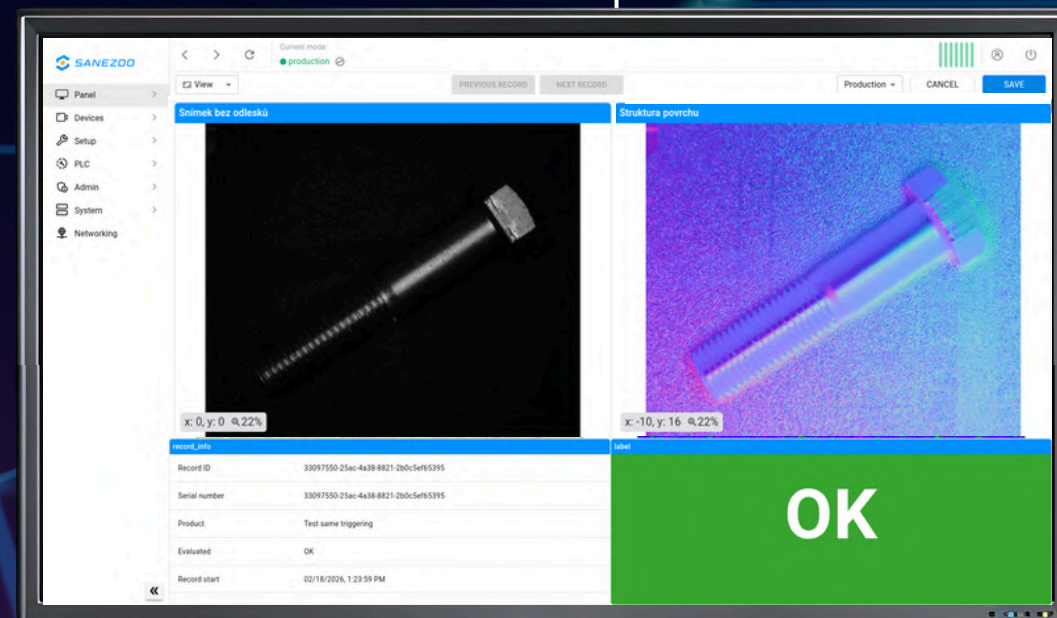 SANEZOO
Current mode:
production
View
PREVIOUS RECORD
NEXT RECORD
Production
CANCEL
SAVE
Panel
Devices
Setup
PLC
Admin
System
Networking
Snímek bez odlesků
Struktura povrchu
x: 0, y: 0 22%
x: -10, y: 16 22%
record_info
Record ID 33097550-25ac-4a38-8821-2b0c5ef65395
Serial number 33097550-25ac-4a38-8821-2b0c5ef65395
Product Test same triggering
Evaluated OK
Record start 02/18/2026, 1:23:59 PM
label
OK